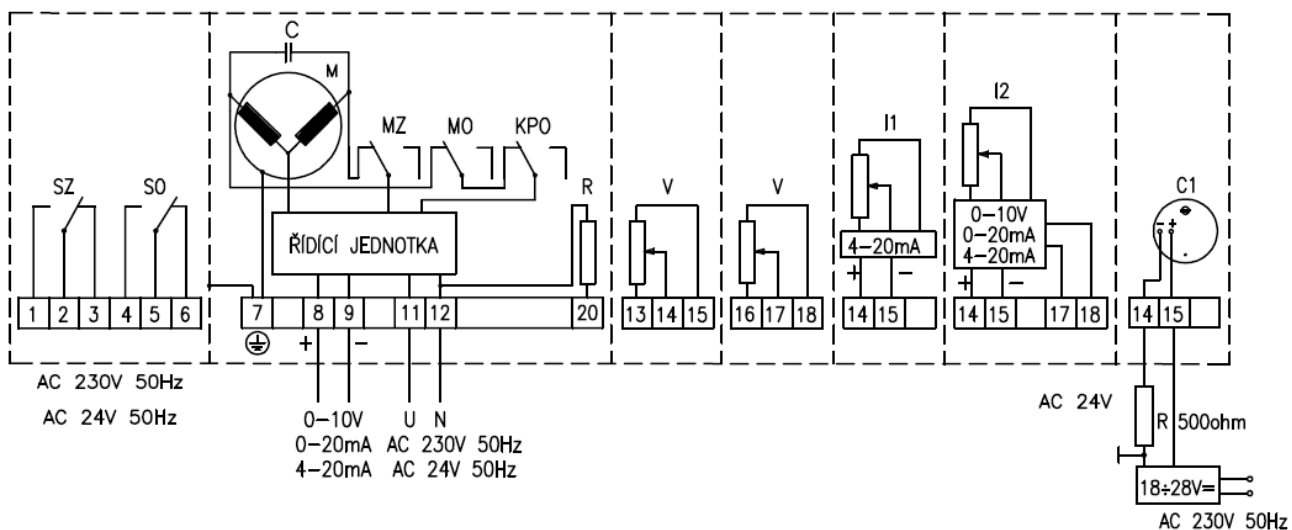 C
M
MZ
MO
KPO
R
SZ
SO
V
V
I1
I2
C1
ŘÍDÍCÍ JEDNOTKA
4-20mA
+ -
0-10V
0-20mA
4-20mA
+ -
- +
1 2 3 4 5 6
7 8 9 11 12 20
13 14 15
16 17 18
14 15
14 15 17 18
14 15
+ -
AC 230V 50Hz
AC 24V 50Hz
0-10V U N
0-20mA AC 230V 50Hz
4-20mA AC 24V 50Hz
AC 24V
R 500ohm
18÷28V=
AC 230V 50Hz